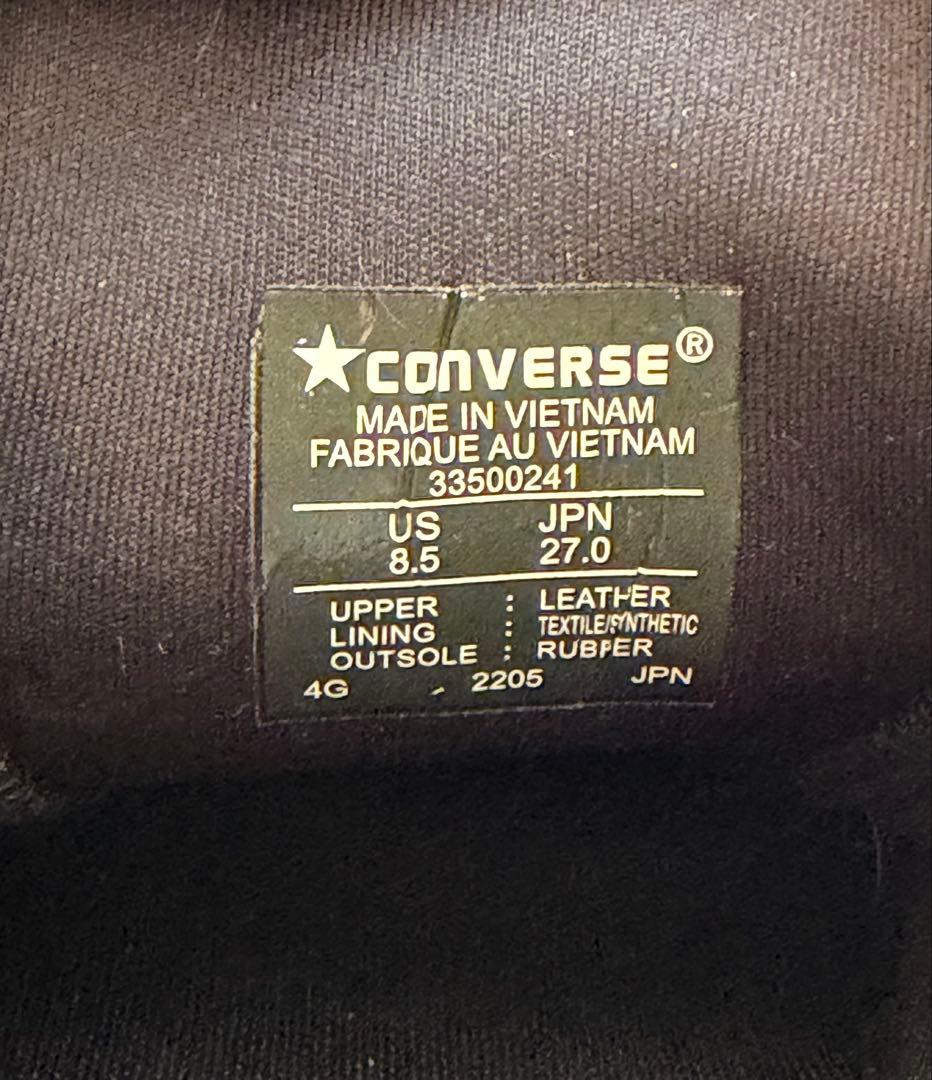 ★CONVERSE®
MADE IN VIETNAM
FABRIQUE AU VIETNAM
33500241
US JPN
8.5 27.0
UPPER : LEATHER
LINING : TEXTILE/SYNTHETIC
OUTSOLE : RUBBER
4G - 2205 JPN